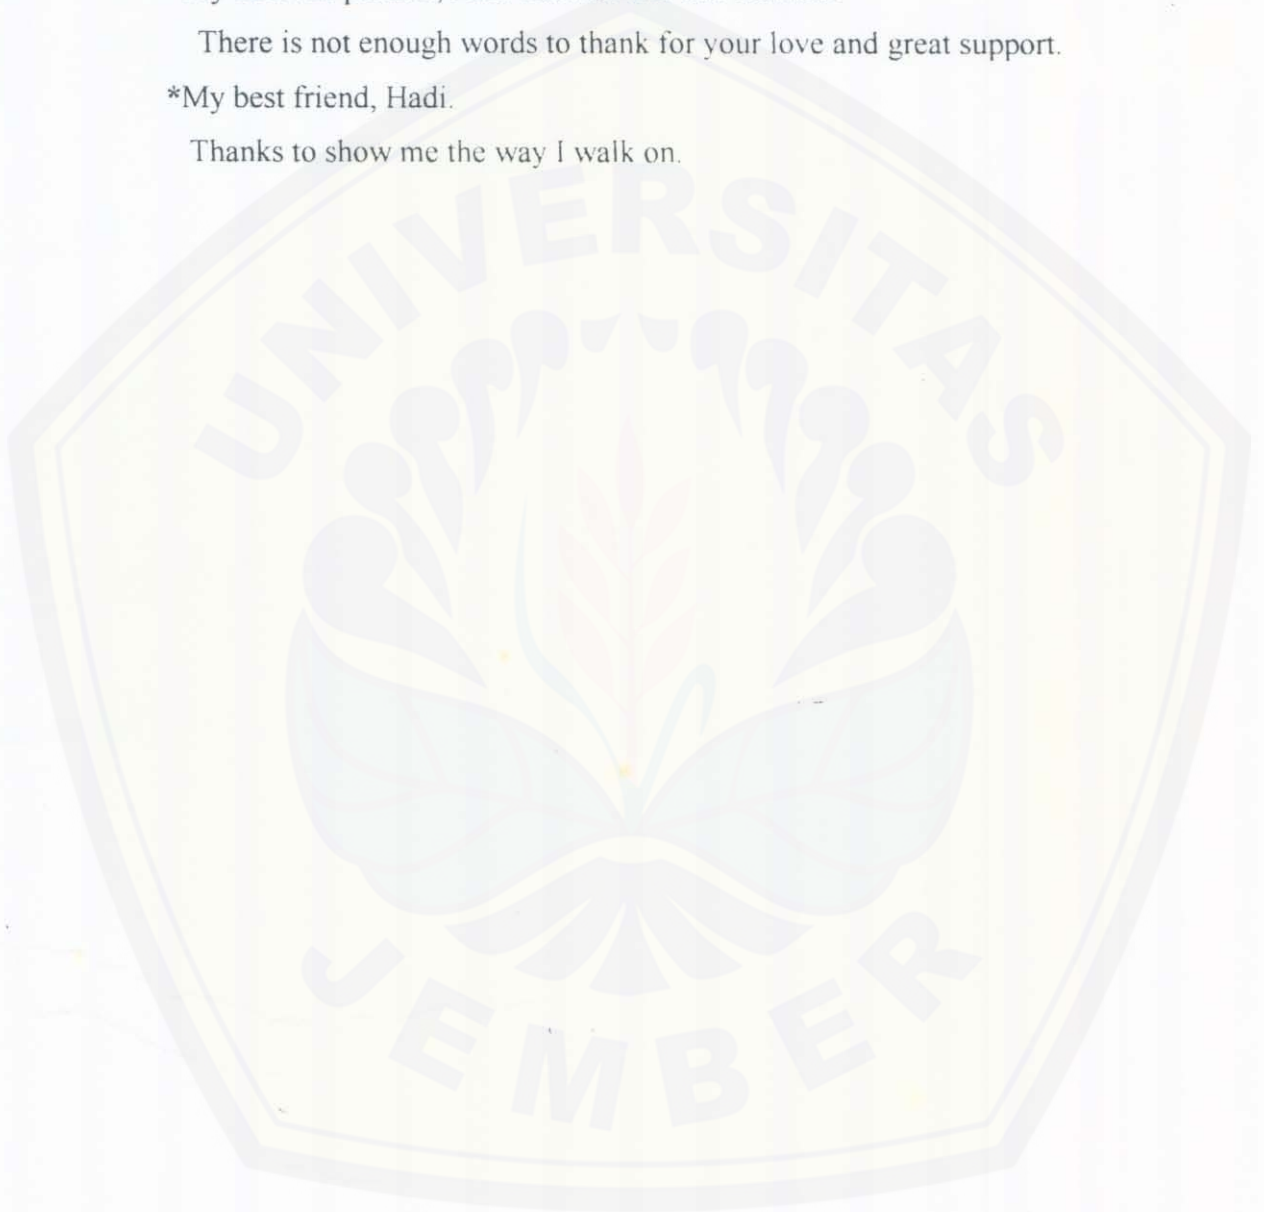 There is not enough words to thank for your love and great support.
*My best friend, Hadi.
Thanks to show me the way I walk on.
UNIVERSITAS
JEMBER